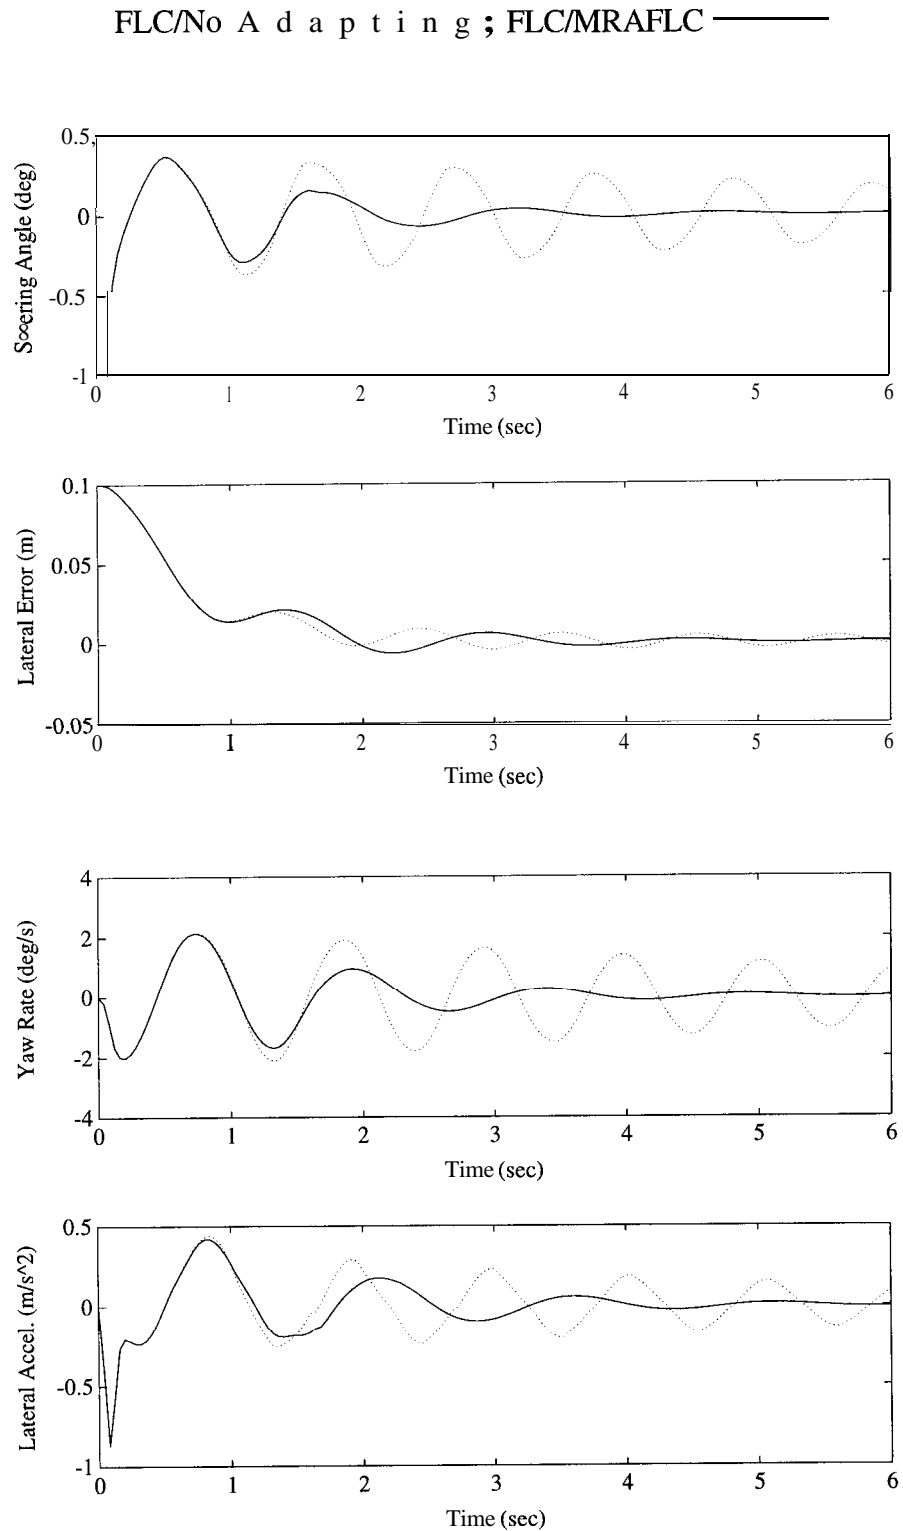 FLC/No A d a p t i n g ; FLC/MRAFLC
0.5
0
-0.5
-1
Steering Angle (deg)
0 1 2 3 4 5 6
Time (sec)
0.1
0.05
0
-0.05
Lateral Error (m)
0 1 2 3 4 5 6
Time (sec)
4
2
0
-2
-4
Yaw Rate (deg/s)
0 1 2 3 4 5 6
Time (sec)
0.5
0
-0.5
-1
Lateral Accel. (m/s^2)
0 1 2 3 4 5 6
Time (sec)